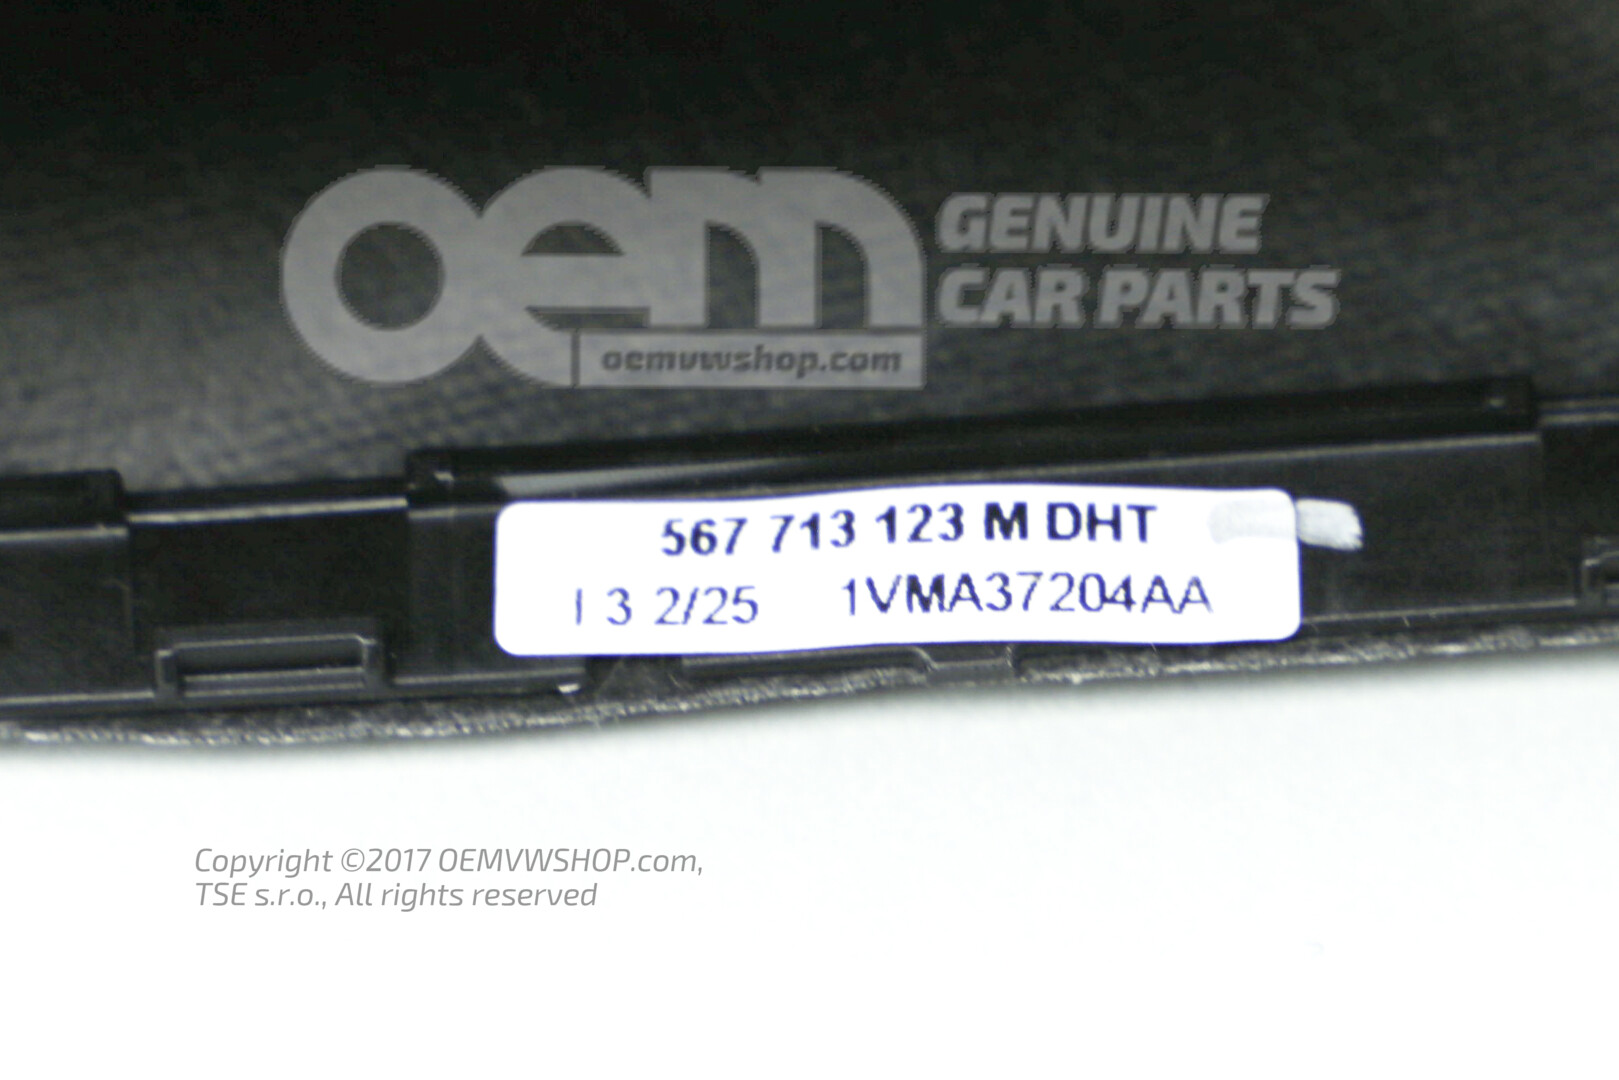 oem GENUINE
CAR PARTS
oemvwshop.com
567 713 123 M DHT
I 3 2/25 1VMA37204AA
Copyright ©2017 OEMVWSHOP.com,
TSE s.r.o., All rights reserved